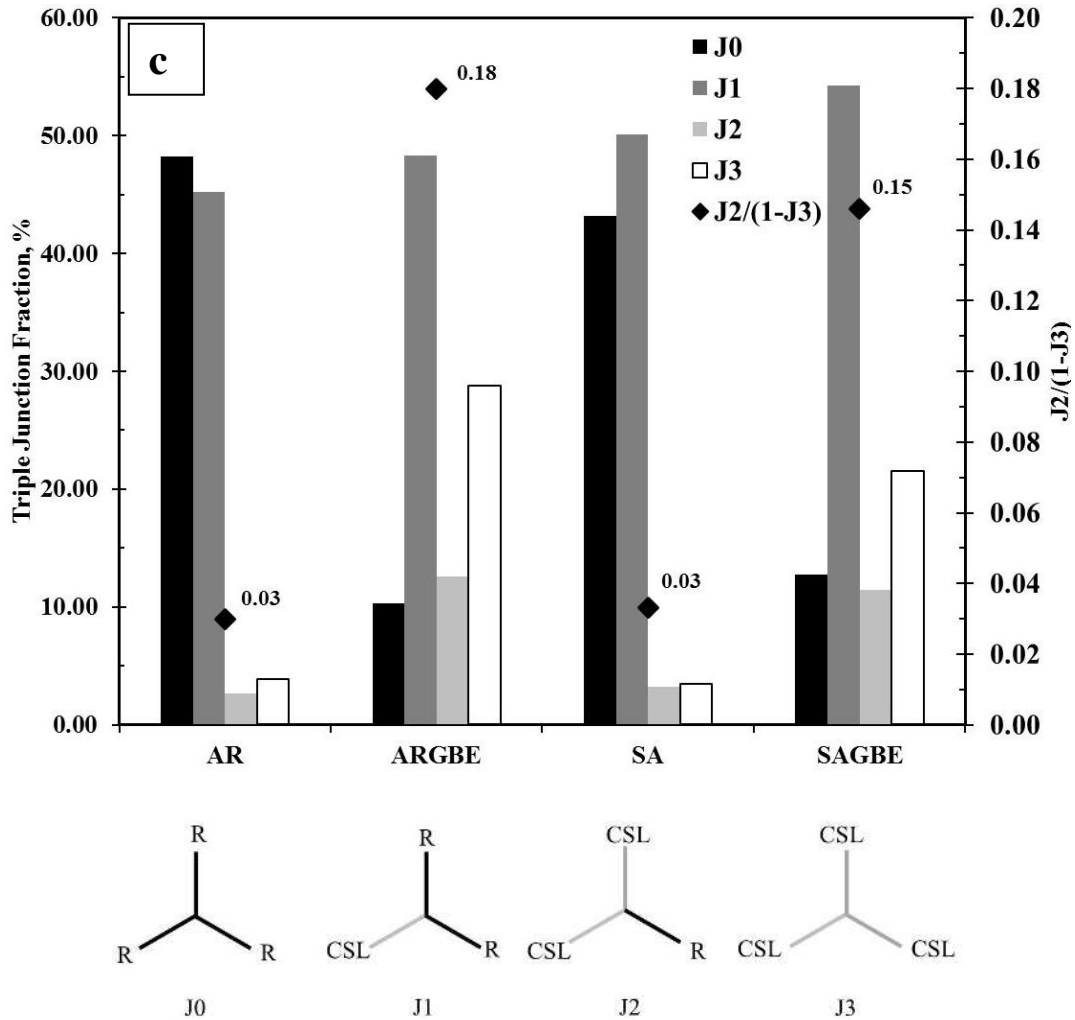 c
60.00
50.00
40.00
30.00
20.00
10.00
0.00
Triple Junction Fraction, %
0.20
0.18
0.16
0.14
0.12
0.10
0.08
0.06
0.04
0.02
0.00
J2/(1-J3)
J0
J1
J2
J3
J2/(1-J3)
0.03
0.18
0.03
0.15
AR ARGBE SA SAGBE
R R CSL CSL
R R CSL R CSL R CSL CSL
J0 J1 J2 J3